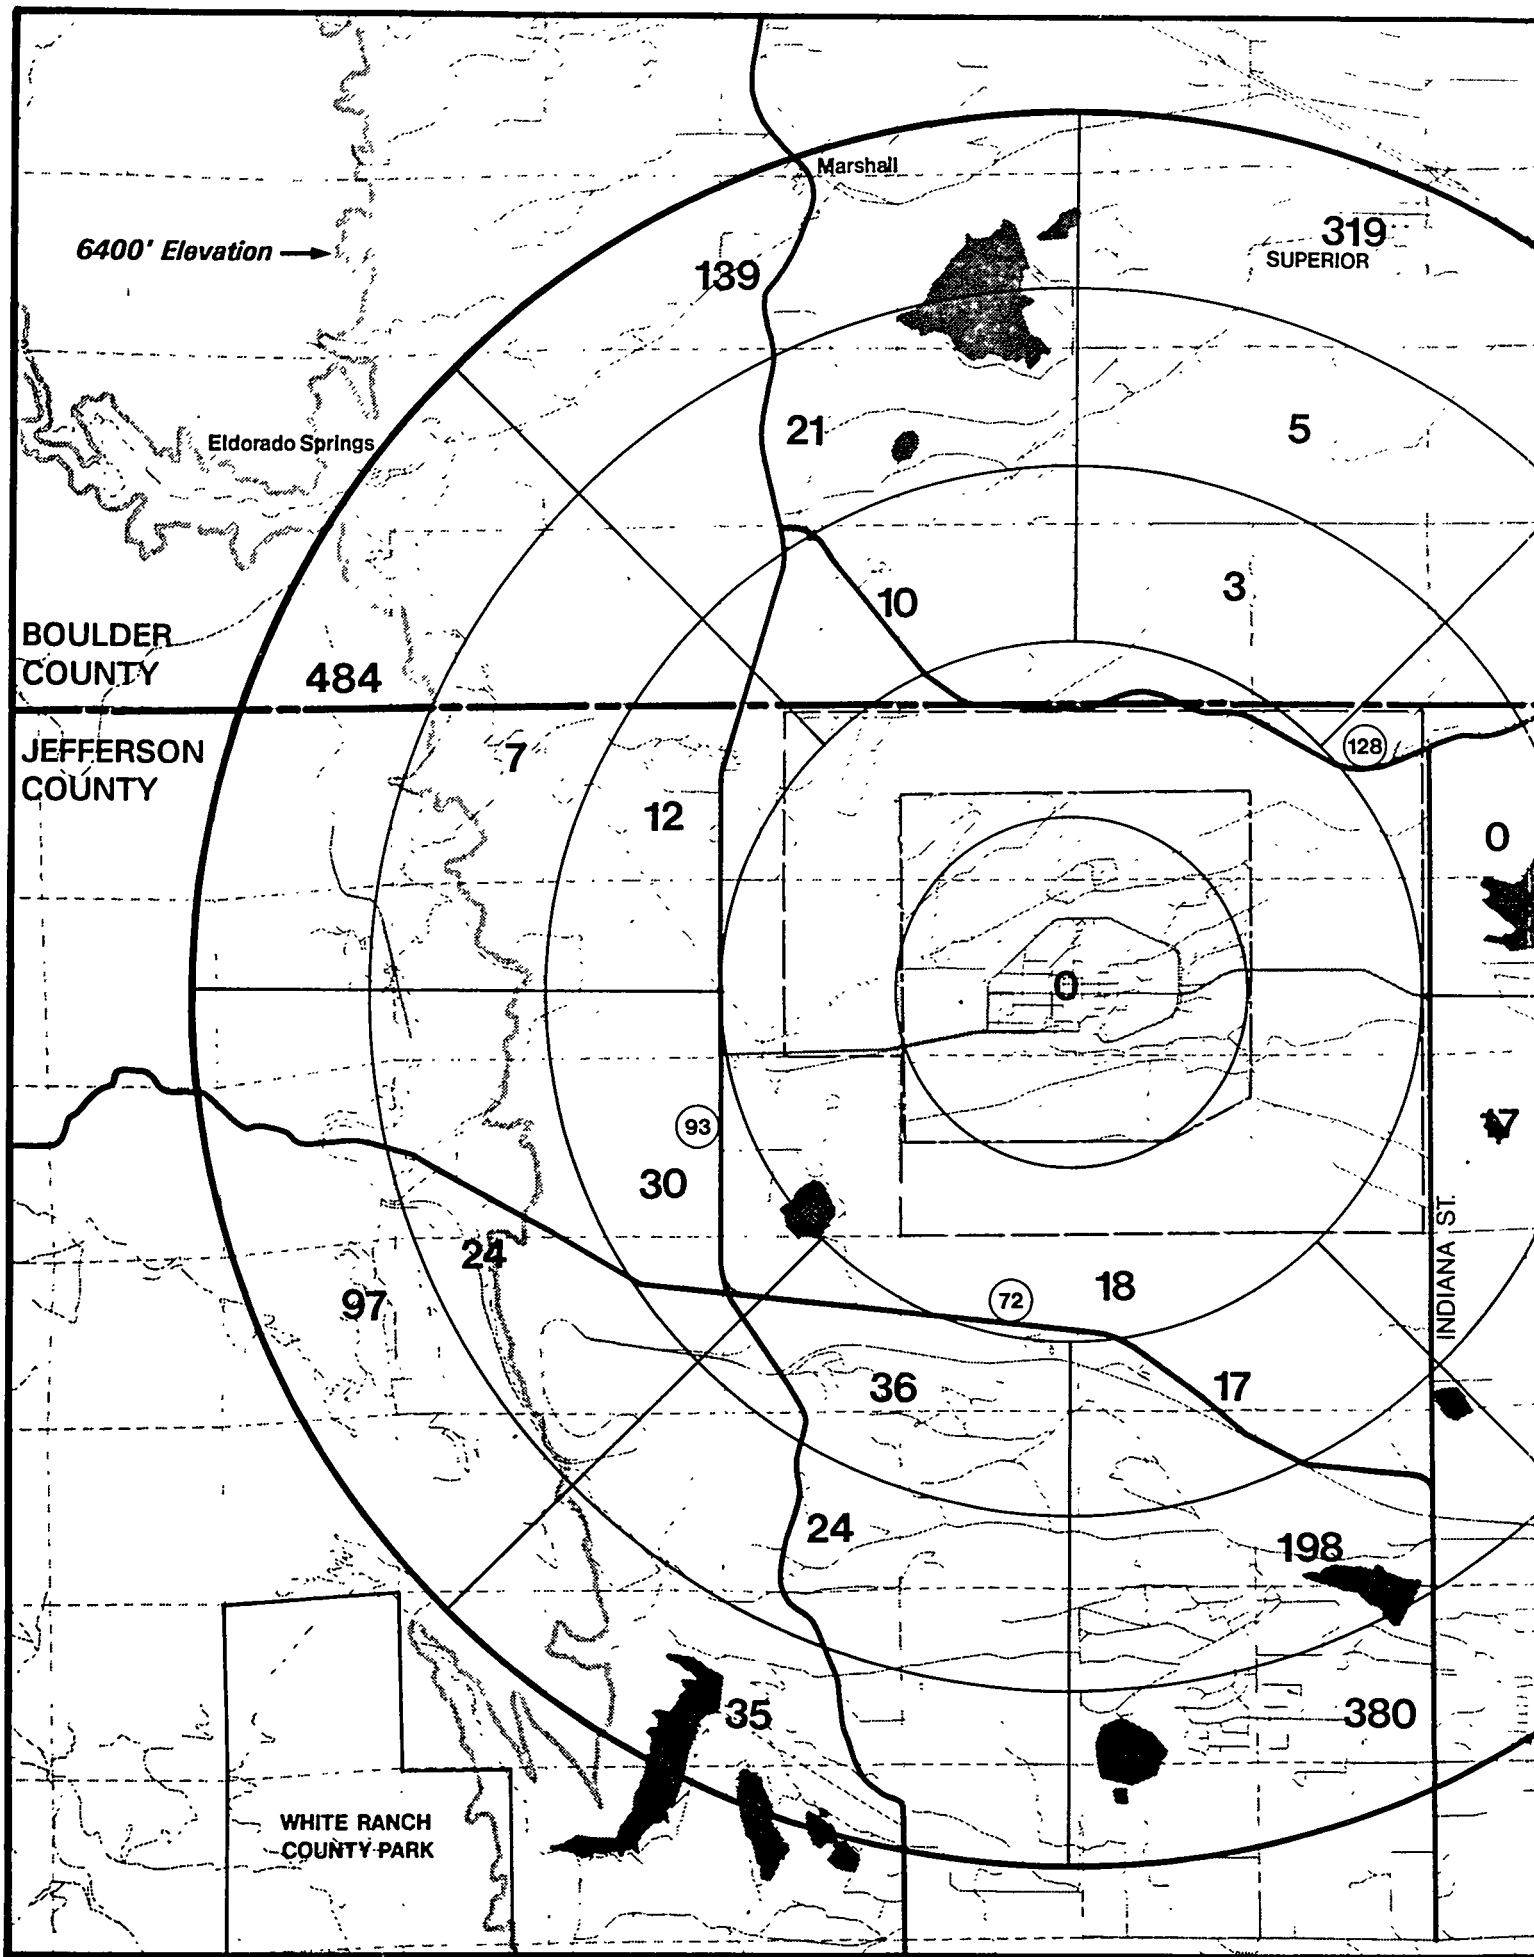 Marshall
319
SUPERIOR
6400' Elevation
139
21
5
Eldorado Springs
3
10
BOULDER
COUNTY
484
JEFFERSON
COUNTY
7
128
12
0
0
93
17
30
INDIANA ST.
24
18
72
97
36
17
24
198
35
380
WHITE RANCH
COUNTY PARK